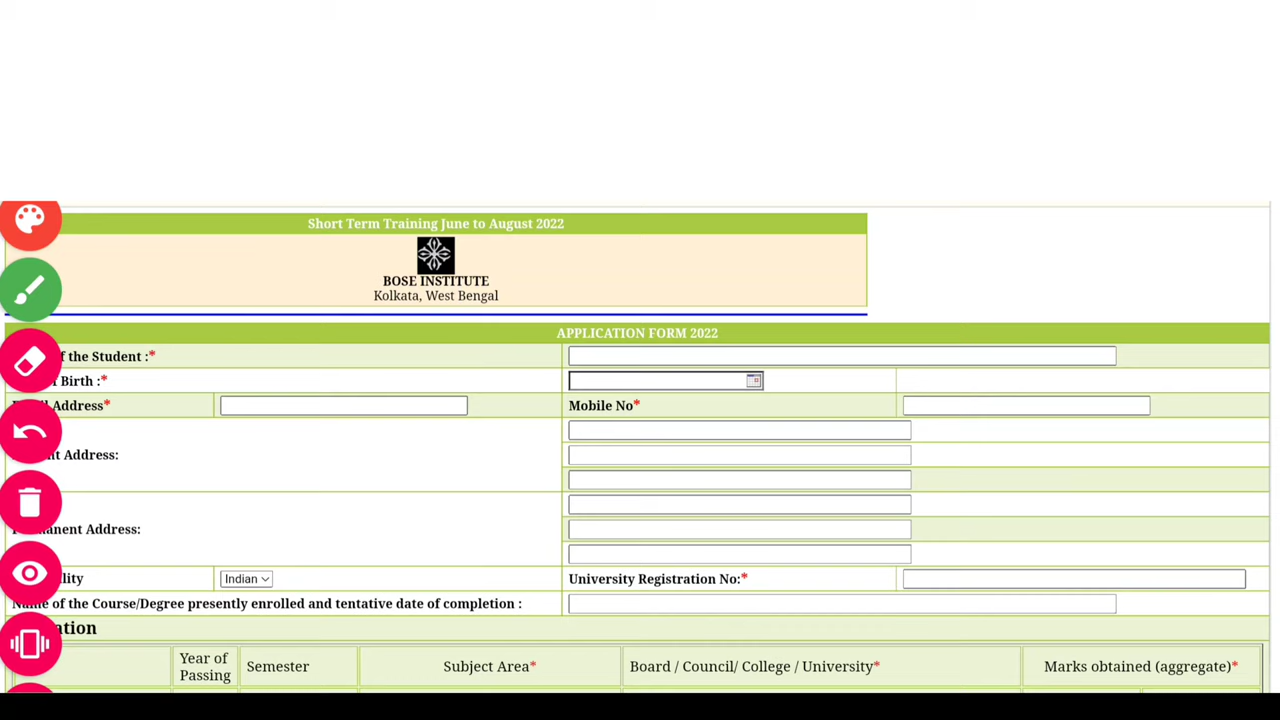 Short Term Training June to August 2022
BOSE INSTITUTE
Kolkata, West Bengal
APPLICATION FORM 2022
of the Student :*
Birth :*
Address* Mobile No*
Address:
Address:
Indian University Registration No:*
of the Course/Degree presently enrolled and tentative date of completion :
Year of Passing Semester Subject Area* Board / Council/ College / University* Marks obtained (aggregate)*